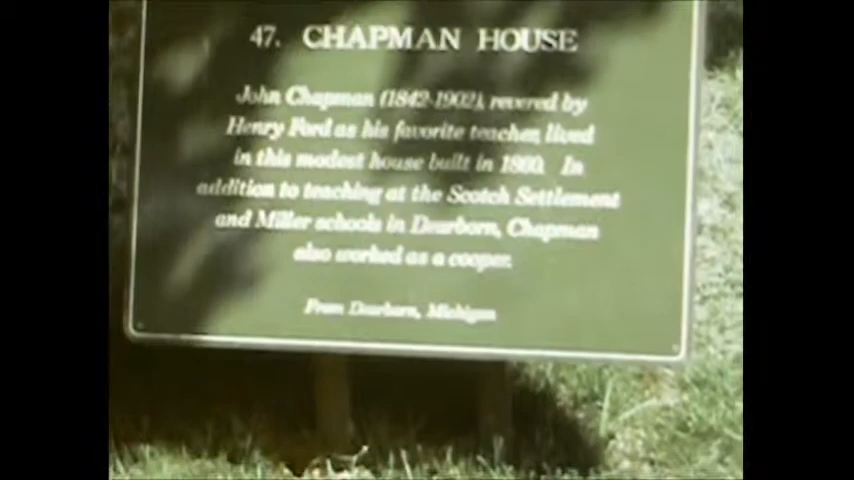 47. CHAPMAN HOUSE
John Chapman (1842-1902), revered by
Henry Ford as his favorite teacher, lived
in this modest house built in 1860. In
addition to teaching at the Scotch Settlement
and Miller schools in Dearborn, Chapman
also worked as a cooper.
From Dearborn, Michigan